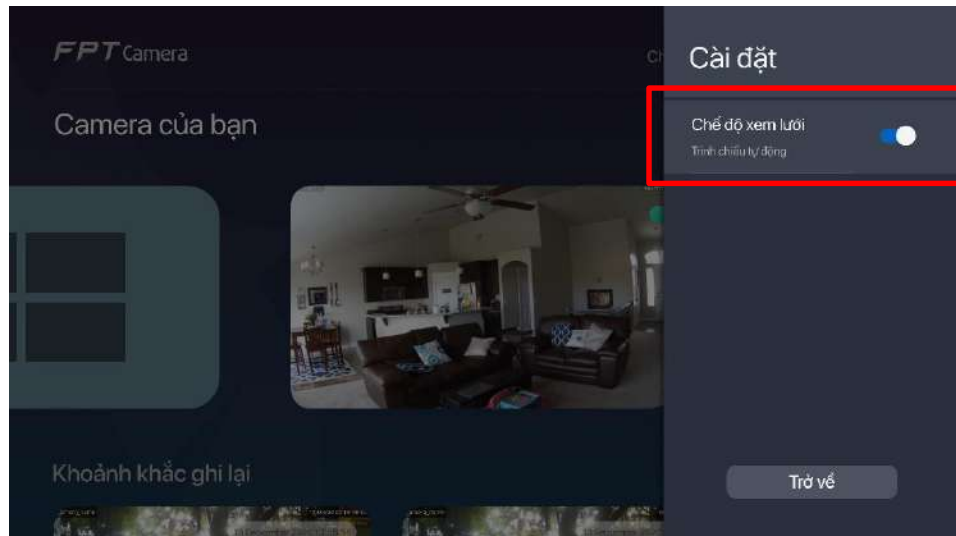 FPT Camera
Ch
Cài đặt
Camera của bạn
Chế độ xem lưới
Trình chiếu tự động
Khoảnh khắc ghi lại
Trở về